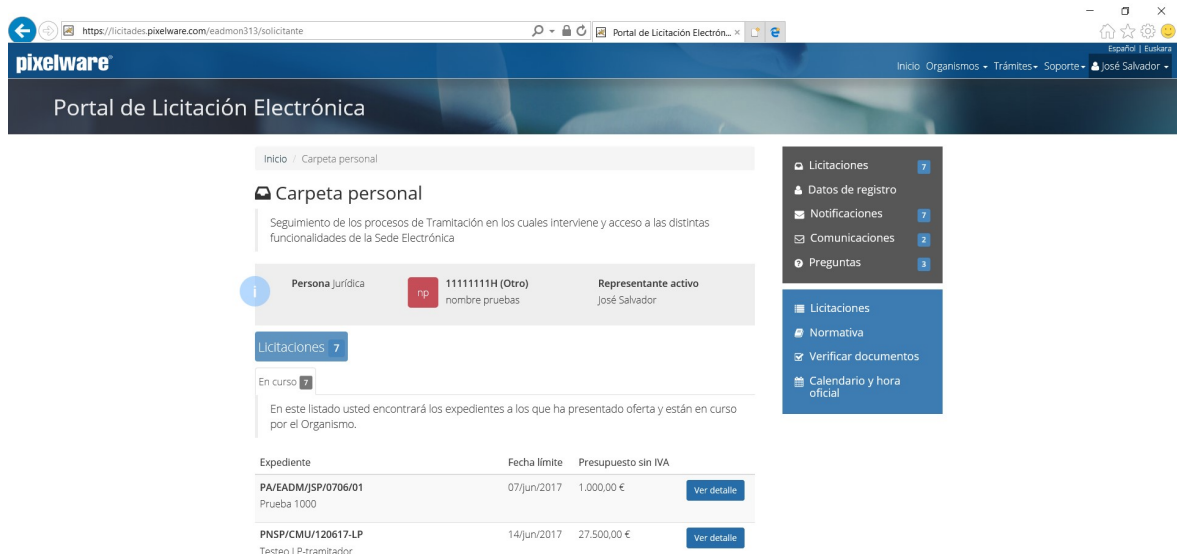 https://licitades.pixelware.com/eadmon313/solicitante
Portal de Licitación Electrón...
Español | Euskara
pixelware
Inicio Organismos Trámites Soporte José Salvador
Portal de Licitación Electrónica
Inicio / Carpeta personal
Carpeta personal
Seguimiento de los procesos de Tramitación en los cuales interviene y acceso a las distintas
funcionalidades de la Sede Electrónica
i
Persona Jurídica
np
11111111H (Otro)
nombre pruebas
Representante activo
José Salvador
Licitaciones 7
En curso 7
En este listado usted encontrará los expedientes a los que ha presentado oferta y están en curso
por el Organismo.
Expediente Fecha límite Presupuesto sin IVA
PA/EADM/JSP/0706/01 07/jun/2017 1.000,00 € Ver detalle
Prueba 1000
PNSP/CMU/120617-LP 14/jun/2017 27.500,00 € Ver detalle
Testeo LP-tramitador
Licitaciones 7
Datos de registro
Notificaciones 7
Comunicaciones 2
Preguntas 3
Licitaciones
Normativa
Verificar documentos
Calendario y hora
oficial